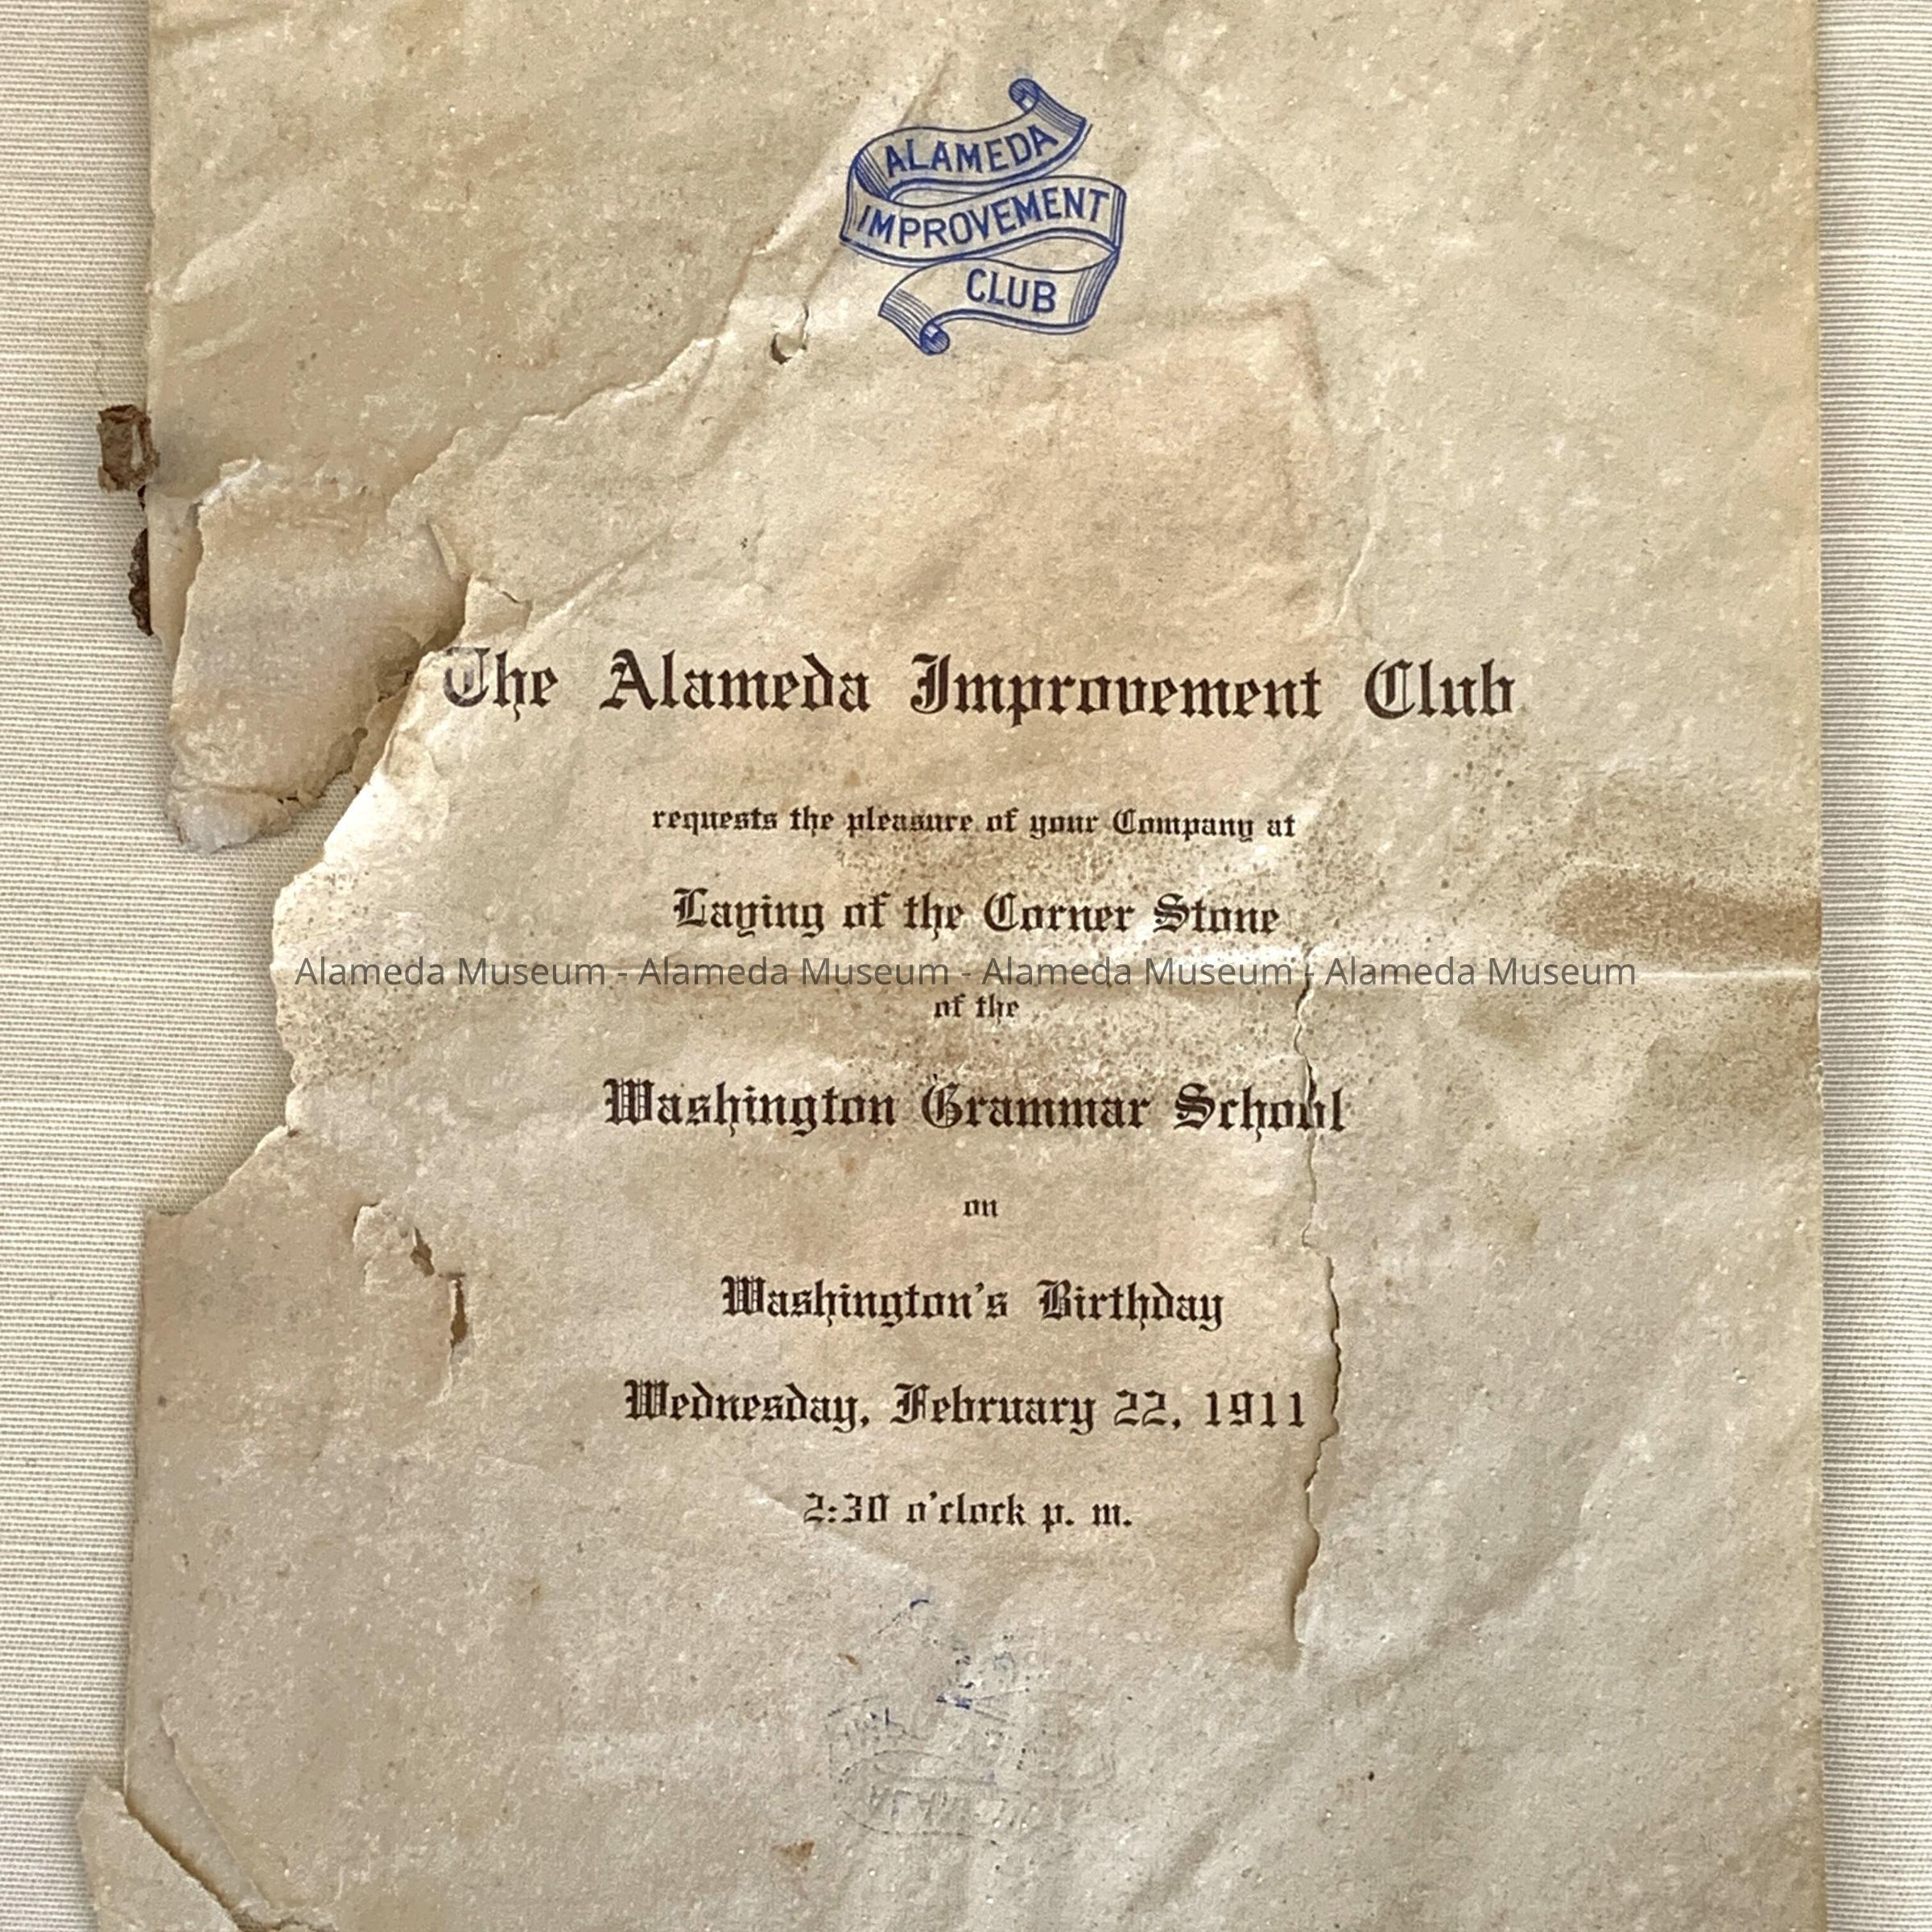 ALAMEDA
IMPROVEMENT
CLUB
The Alameda Improvement Club
requests the pleasure of your Company at
Laying of the Corner Stone
Alameda Museum - Alameda Museum - Alameda Museum - Alameda Museum
of the
Washington Grammar School
on
Washington's Birthday
Wednesday, February 22, 1911
2:30 o'clock p. m.